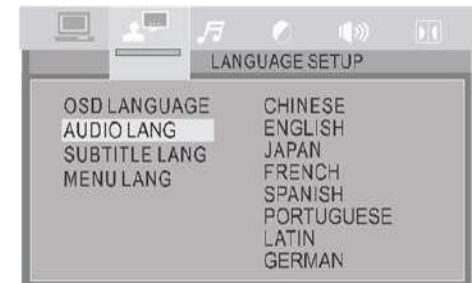 LANGUAGE SETUP
OSD LANGUAGE
AUDIO LANG
SUBTITLE LANG
MENU LANG
CHINESE
ENGLISH
JAPAN
FRENCH
SPANISH
PORTUGUESE
LATIN
GERMAN